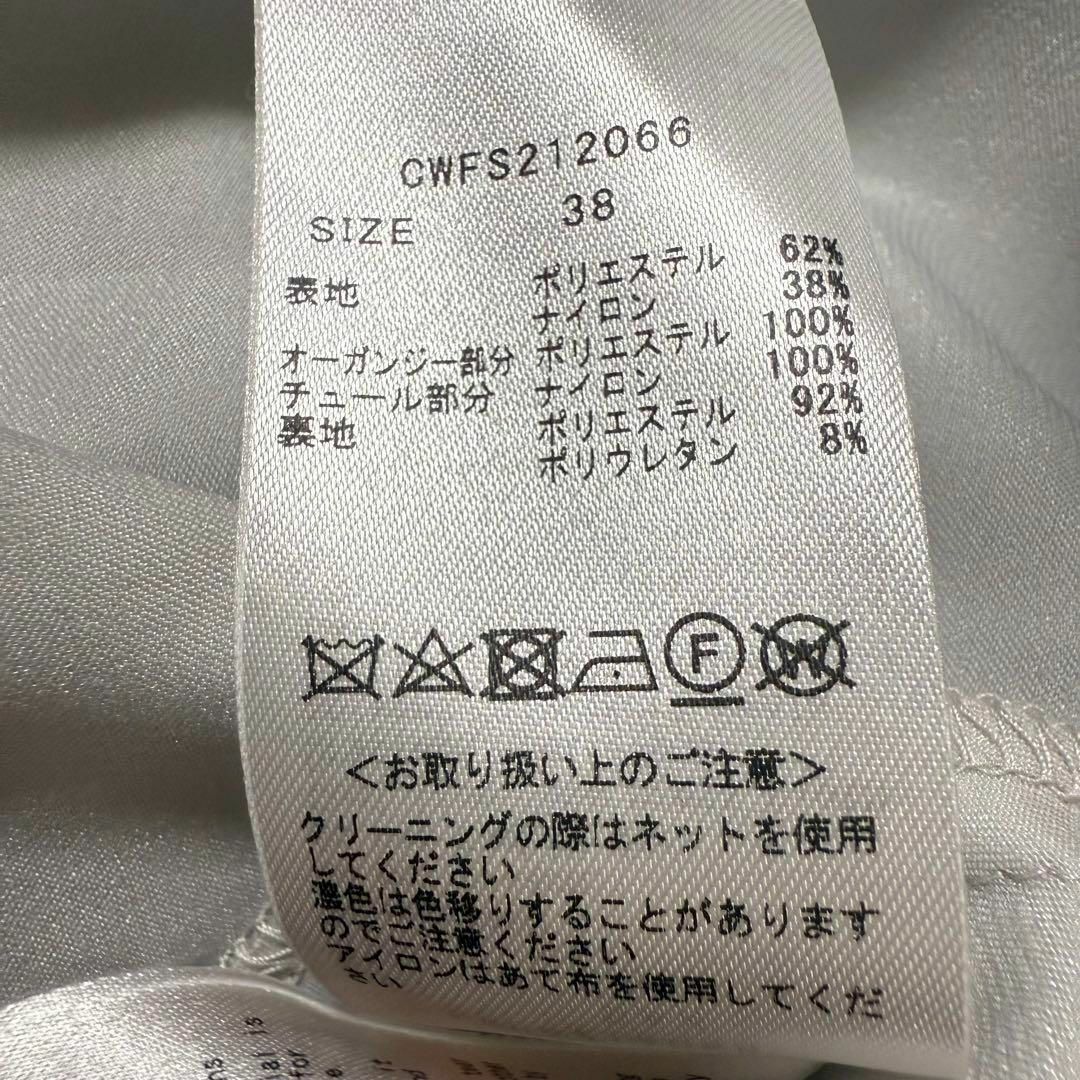 CWFS212066
SIZE 38
表地 ポリエステル 62%
ナイロン 38%
オーガンジー部分 ポリエステル 100%
チュール部分 ナイロン 100%
裏地 ポリエステル 92%
ポリウレタン 8%
F
W
<お取り扱い上のご注意>
クリーニングの際はネットを使用
してください
濃色は色移りすることがあります
のでご注意ください
アイロンはあて布を使用してくだ
さい